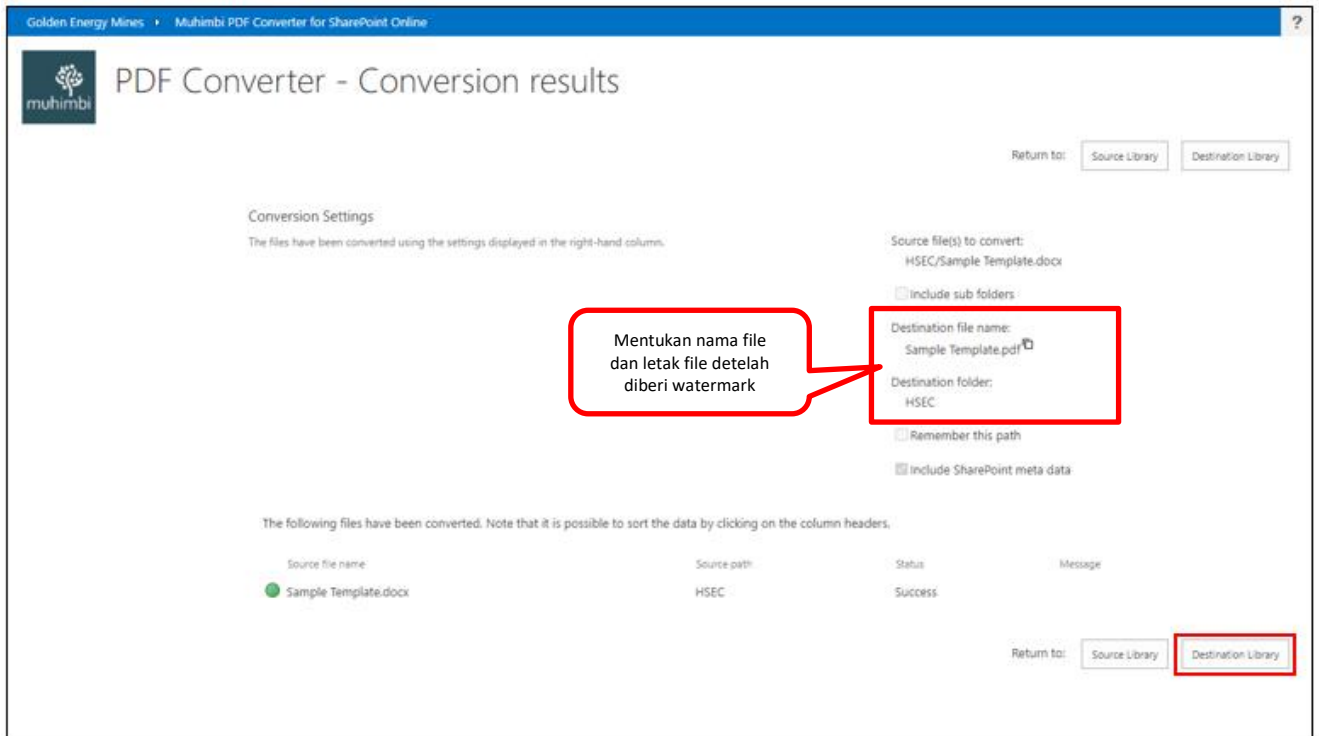 Golden Energy Mines ▸ Muhimbi PDF Converter for SharePoint Online ?
muhimbi
PDF Converter - Conversion results
Return to: Source Library Destination Library
Conversion Settings
The files have been converted using the settings displayed in the right-hand column.
Source file(s) to convert:
HSEC/Sample Template.docx
Include sub folders
Mentukan nama file
dan letak file detelah
diberi watermark
Destination file name:
Sample Template.pdf
Destination folder:
HSEC
Remember this path
Include SharePoint meta data
The following files have been converted. Note that it is possible to sort the data by clicking on the column headers.
Source file name Source path Status Message
Sample Template.docx HSEC Success
Return to: Source Library Destination Library